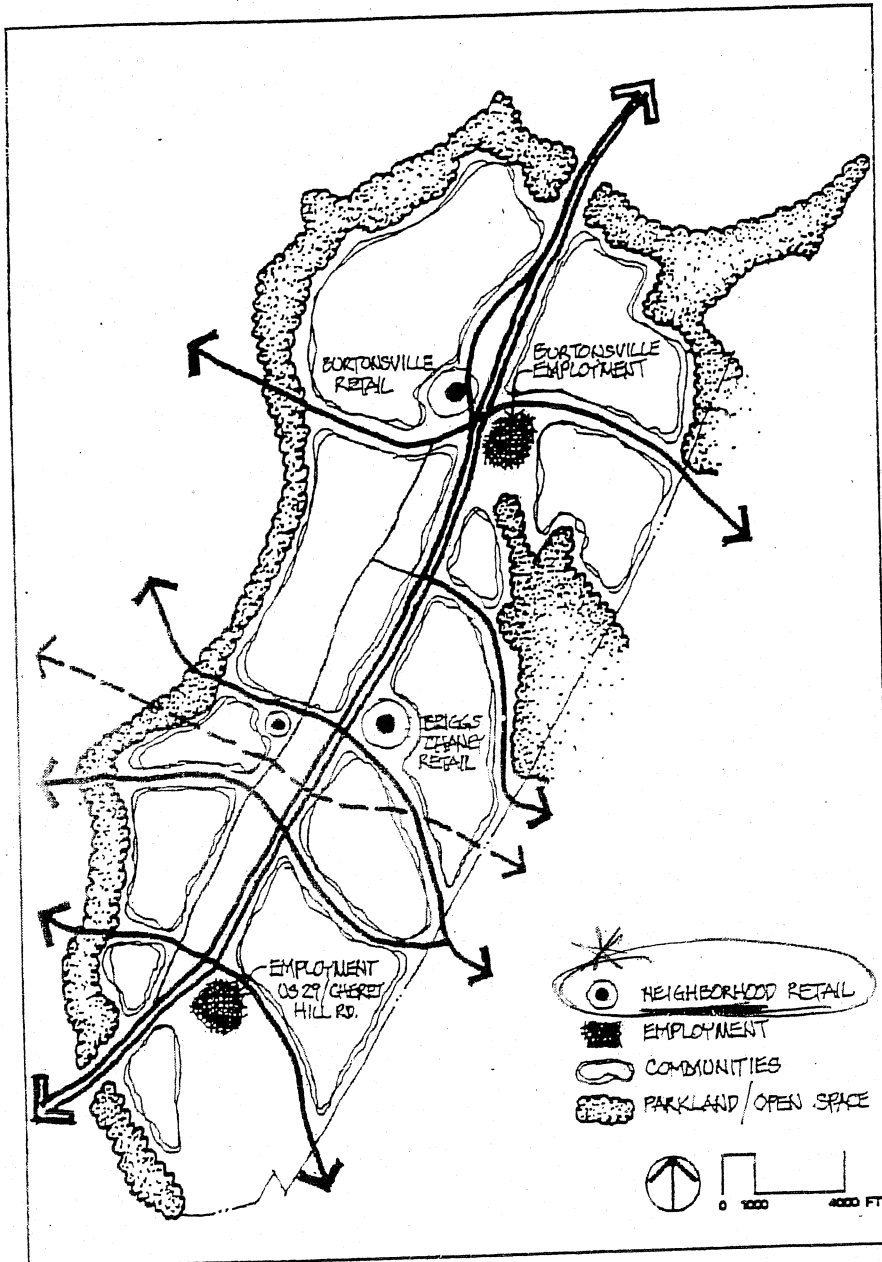 BURTONSVILLE
RETAIL
BURTONSVILLE
EMPLOYMENT
BRIGGS
CHANEY
RETAIL
EMPLOYMENT
US 29/CHERRY
HILL RD.
NEIGHBORHOOD RETAIL
EMPLOYMENT
COMMUNITIES
PARKLAND/OPEN SPACE
0 1000 4000 FT